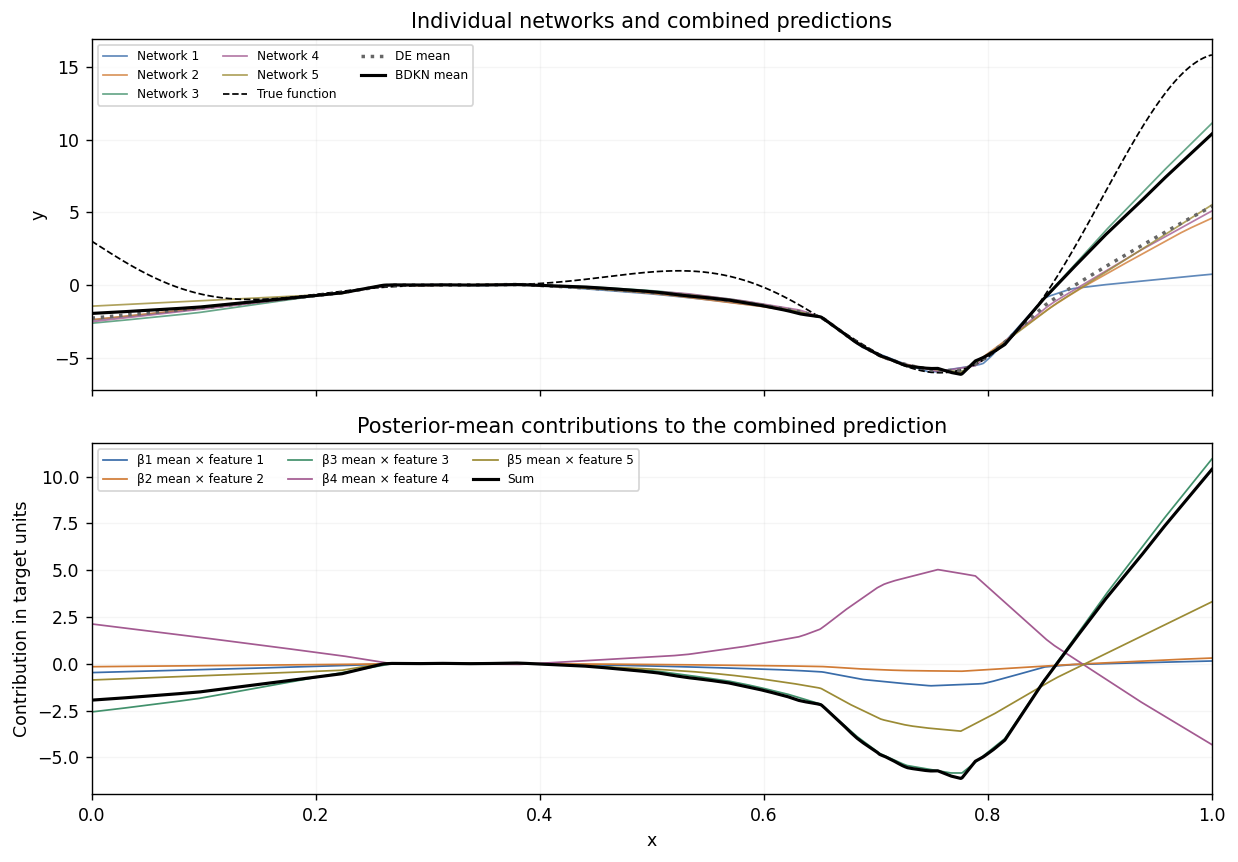 Individual networks and combined predictions
Network 1
Network 2
Network 3
Network 4
Network 5
True function
DE mean
BDKN mean
15
10
5
0
−5
y
Posterior-mean contributions to the combined prediction
β1 mean × feature 1
β2 mean × feature 2
β3 mean × feature 3
β4 mean × feature 4
β5 mean × feature 5
Sum
10.0
7.5
5.0
2.5
0.0
−2.5
−5.0
Contribution in target units
0.0 0.2 0.4 0.6 0.8 1.0
x